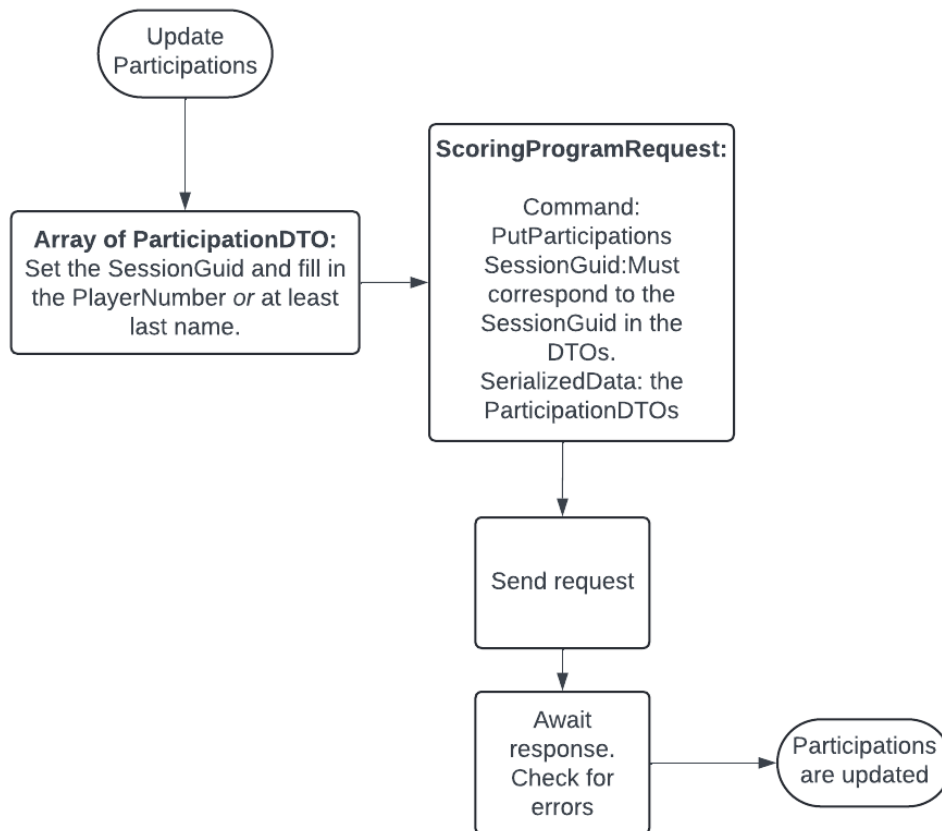 Update
Participations
Array of ParticipationDTO:
Set the SessionGuid and fill in
the PlayerNumber or at least
last name.
ScoringProgramRequest:
Command:
PutParticipations
SessionGuid:Must
correspond to the
SessionGuid in the
DTOs.
SerializedData: the
ParticipationDTOs
Send request
Await
response.
Check for
errors
Participations
are updated